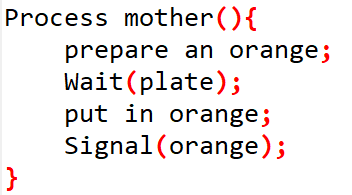 Process mother(){
    prepare an orange;
    Wait(plate);
    put in orange;
    Signal(orange);
}